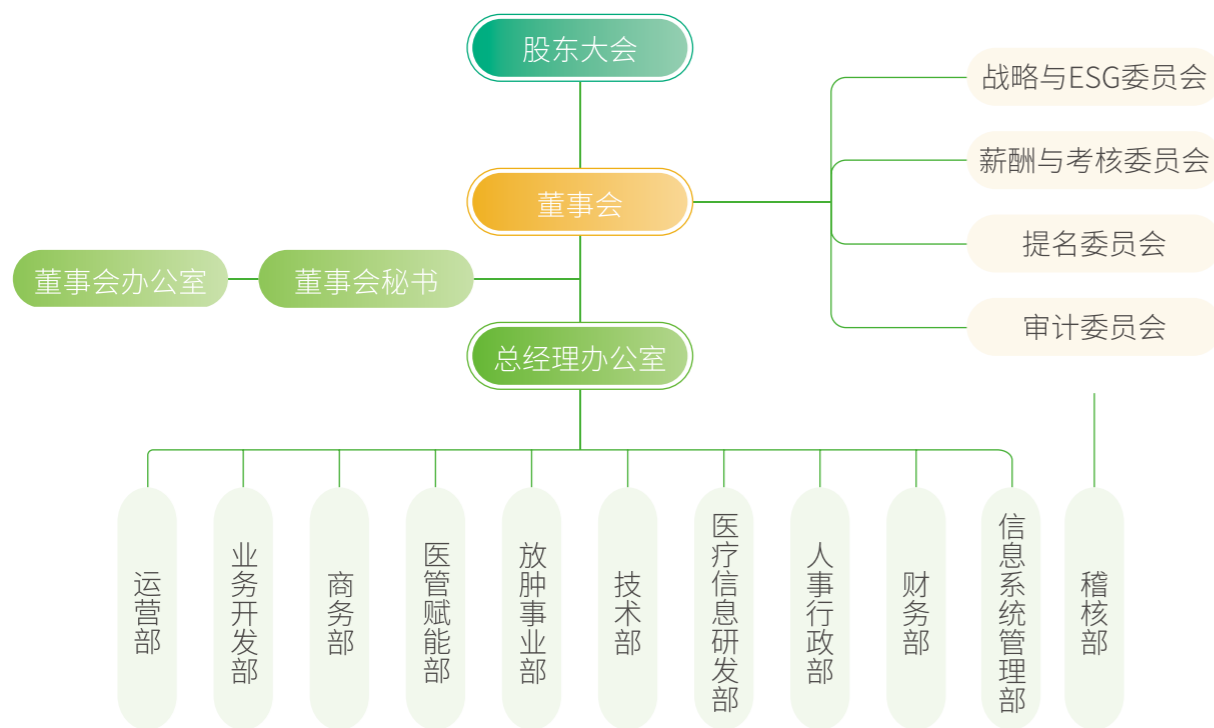 股东大会
战略与ESG委员会
薪酬与考核委员会
董事会
提名委员会
董事会办公室
董事会秘书
审计委员会
总经理办公室
运营部
业务开发部
商务部
医管赋能部
放肿事业部
技术部
医疗信息研发部
人事行政部
财务部
信息系统管理部
稽核部